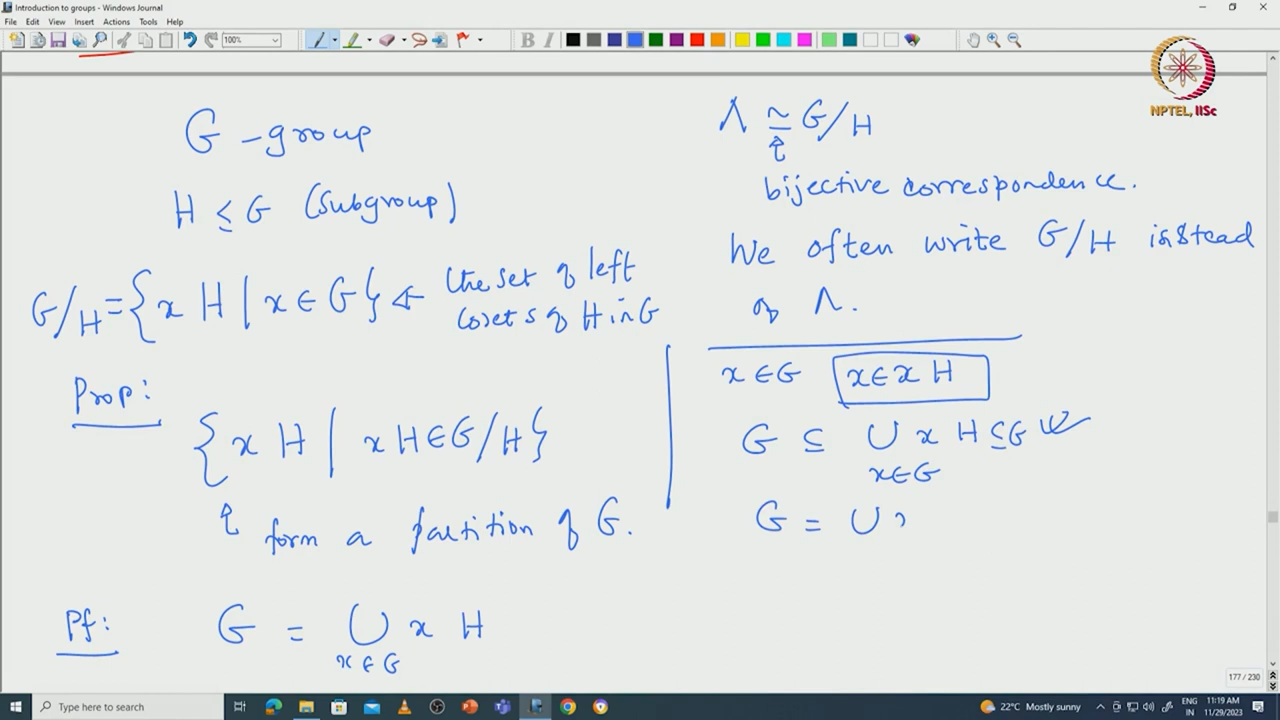 Introduction to groups - Windows Journal
File Edit View Insert Actions Tools Help
100%
NPTEL, IISc
G - group
H ≤ G (subgroup)
G/H = { x H | x ∈ G } ← the set of left
cosets of H in G
Prop:
{ x H | x H ∈ G/H }
↑ form a partition of G.
Pf: G = ∪ x H
x ∈ G
Λ ≃ G/H
↑
bijective correspondence.
We often write G/H instead
of Λ.
x ∈ G x ∈ x H
G ⊆ ∪ x H ⊆ G
x ∈ G
G = ∪
177 / 230
Type here to search
22°C Mostly sunny
ENG
IN
11:19 AM
11/29/2023